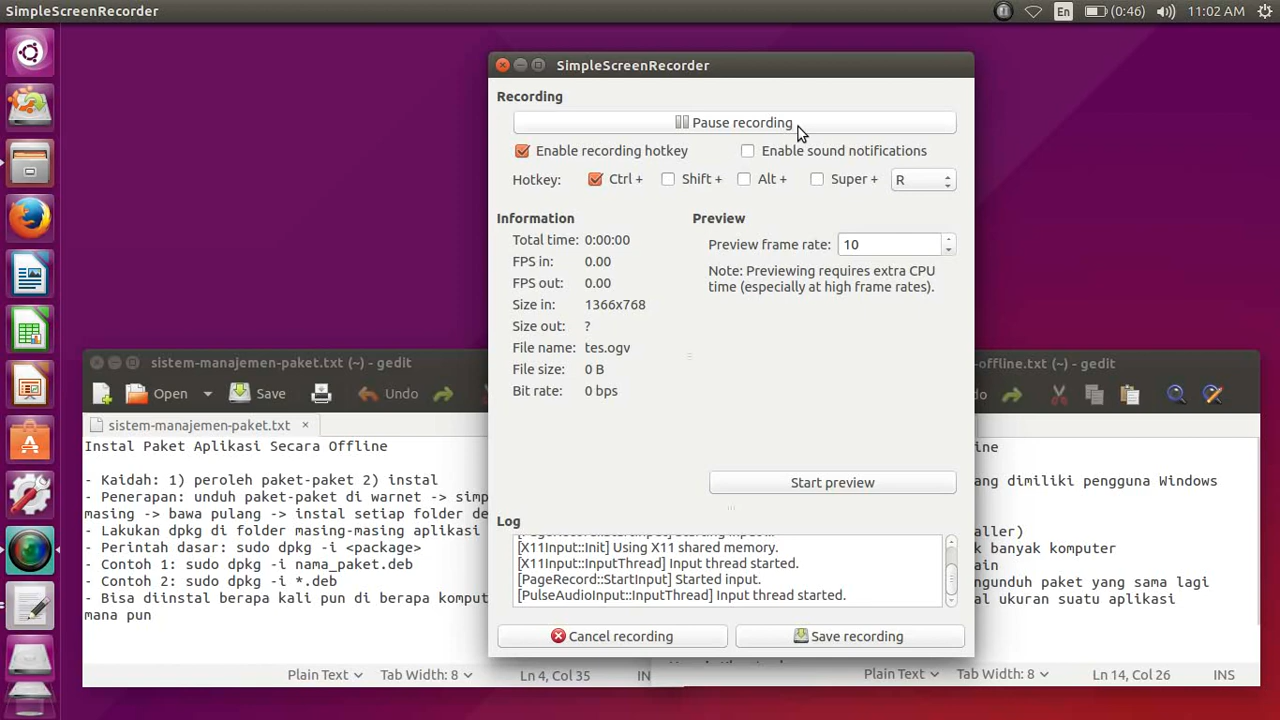 SimpleScreenRecorder
En
(0:46)
11:02 AM
SimpleScreenRecorder
Recording
Pause recording
Enable recording hotkey
Enable sound notifications
Hotkey:
Ctrl +
Shift +
Alt +
Super +
R
Information
Total time: 0:00:00
FPS in: 0.00
FPS out: 0.00
Size in: 1366x768
Size out: ?
File name: tes.ogv
File size: 0 B
Bit rate: 0 bps
Preview
Preview frame rate: 10
Note: Previewing requires extra CPU
time (especially at high frame rates).
Start preview
Log
[X11Input::Init] Using X11 shared memory.
[X11Input::InputThread] Input thread started.
[PageRecord::StartInput] Started input.
[PulseAudioInput::InputThread] Input thread started.
Cancel recording
Save recording
sistem-manajemen-paket.txt (~) - gedit
Open
Save
Undo
sistem-manajemen-paket.txt
Instal Paket Aplikasi Secara Offline
- Kaidah: 1) peroleh paket-paket 2) instal
- Penerapan: unduh paket-paket di warnet -> simp
masing -> bawa pulang -> instal setiap folder de
- Lakukan dpkg di folder masing-masing aplikasi
- Perintah dasar: sudo dpkg -i <package>
- Contoh 1: sudo dpkg -i nama_paket.deb
- Contoh 2: sudo dpkg -i *.deb
- Bisa diinstal berapa kali pun di berapa komput
mana pun
Plain Text
Tab Width: 8
Ln 4, Col 35
IN
-offline.txt (~) - gedit
do
ne
ang dimiliki pengguna Windows
aller)
k banyak komputer
ngunduh paket yang sama lagi
al ukuran suatu aplikasi
Plain Text
Tab Width: 8
Ln 14, Col 26
INS